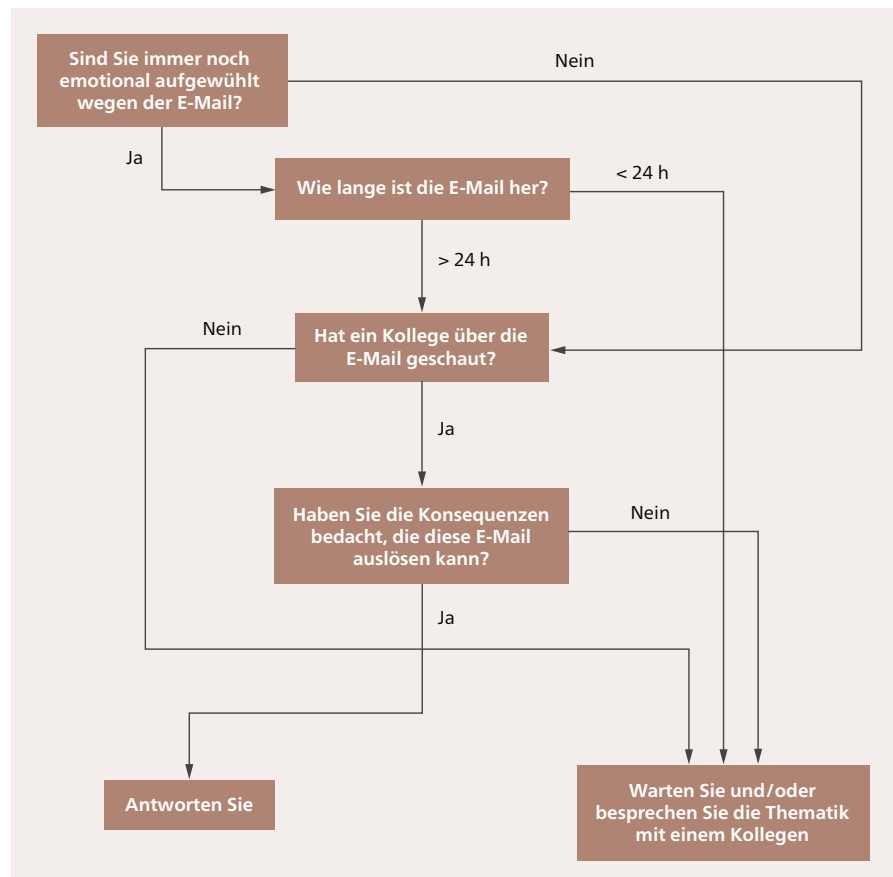 Sind Sie immer noch
emotional aufgewühlt
wegen der E-Mail?
Nein
Ja
Wie lange ist die E-Mail her?
< 24 h
> 24 h
Nein
Hat ein Kollege über die
E-Mail geschaut?
Ja
Haben Sie die Konsequenzen
bedacht, die diese E-Mail
auslösen kann?
Nein
Ja
Antworten Sie
Warten Sie und/oder
besprechen Sie die Thematik
mit einem Kollegen